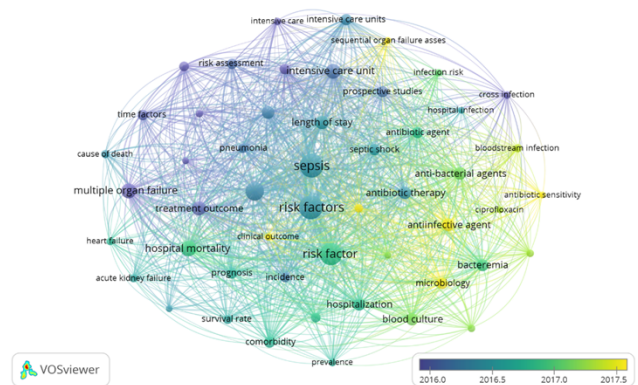 intensive care
intensive care units
sequential organ failure asses
risk assessment
intensive care unit
infection risk
prospective studies
cross infection
time factors
hospital infection
length of stay
antibiotic agent
cause of death
pneumonia
septic shock
bloodstream infection
sepsis
anti-bacterial agents
multiple organ failure
antibiotic therapy
antibiotic sensitivity
treatment outcome
risk factors
ciprofloxacin
antiinfective agent
heart failure
clinical outcome
hospital mortality
risk factor
bacteremia
acute kidney failure
prognosis
incidence
microbiology
hospitalization
survival rate
blood culture
comorbidity
prevalence
VOSviewer
2016.0 2016.5 2017.0 2017.5